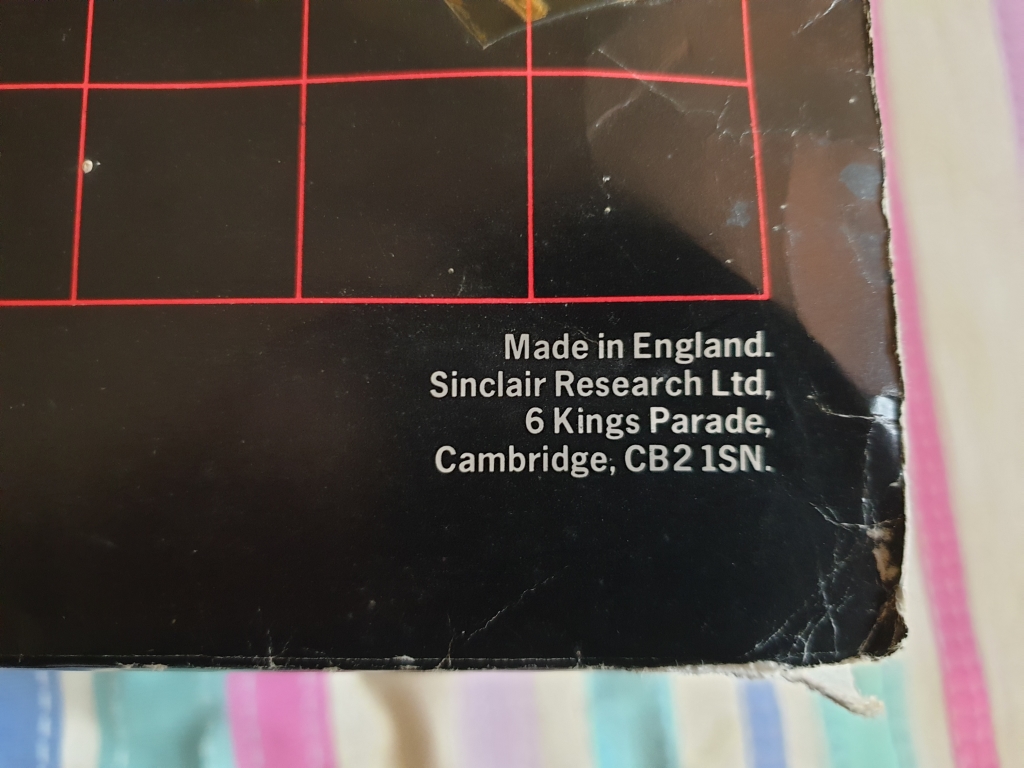 Made in England.
Sinclair Research Ltd,
6 Kings Parade,
Cambridge, CB2 1SN.